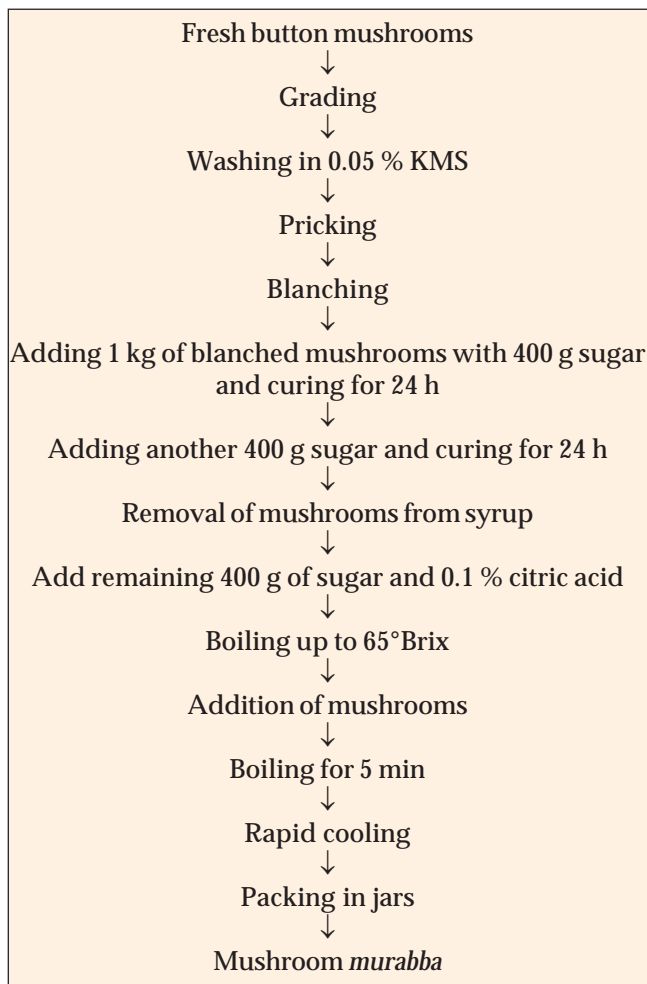 Fresh button mushrooms
↓
Grading
↓
Washing in 0.05 % KMS
↓
Pricking
↓
Blanching
↓
Adding 1 kg of blanched mushrooms with 400 g sugar
and curing for 24 h
↓
Adding another 400 g sugar and curing for 24 h
↓
Removal of mushrooms from syrup
↓
Add remaining 400 g of sugar and 0.1 % citric acid
↓
Boiling up to 65°Brix
↓
Addition of mushrooms
↓
Boiling for 5 min
↓
Rapid cooling
↓
Packing in jars
↓
Mushroom murabba